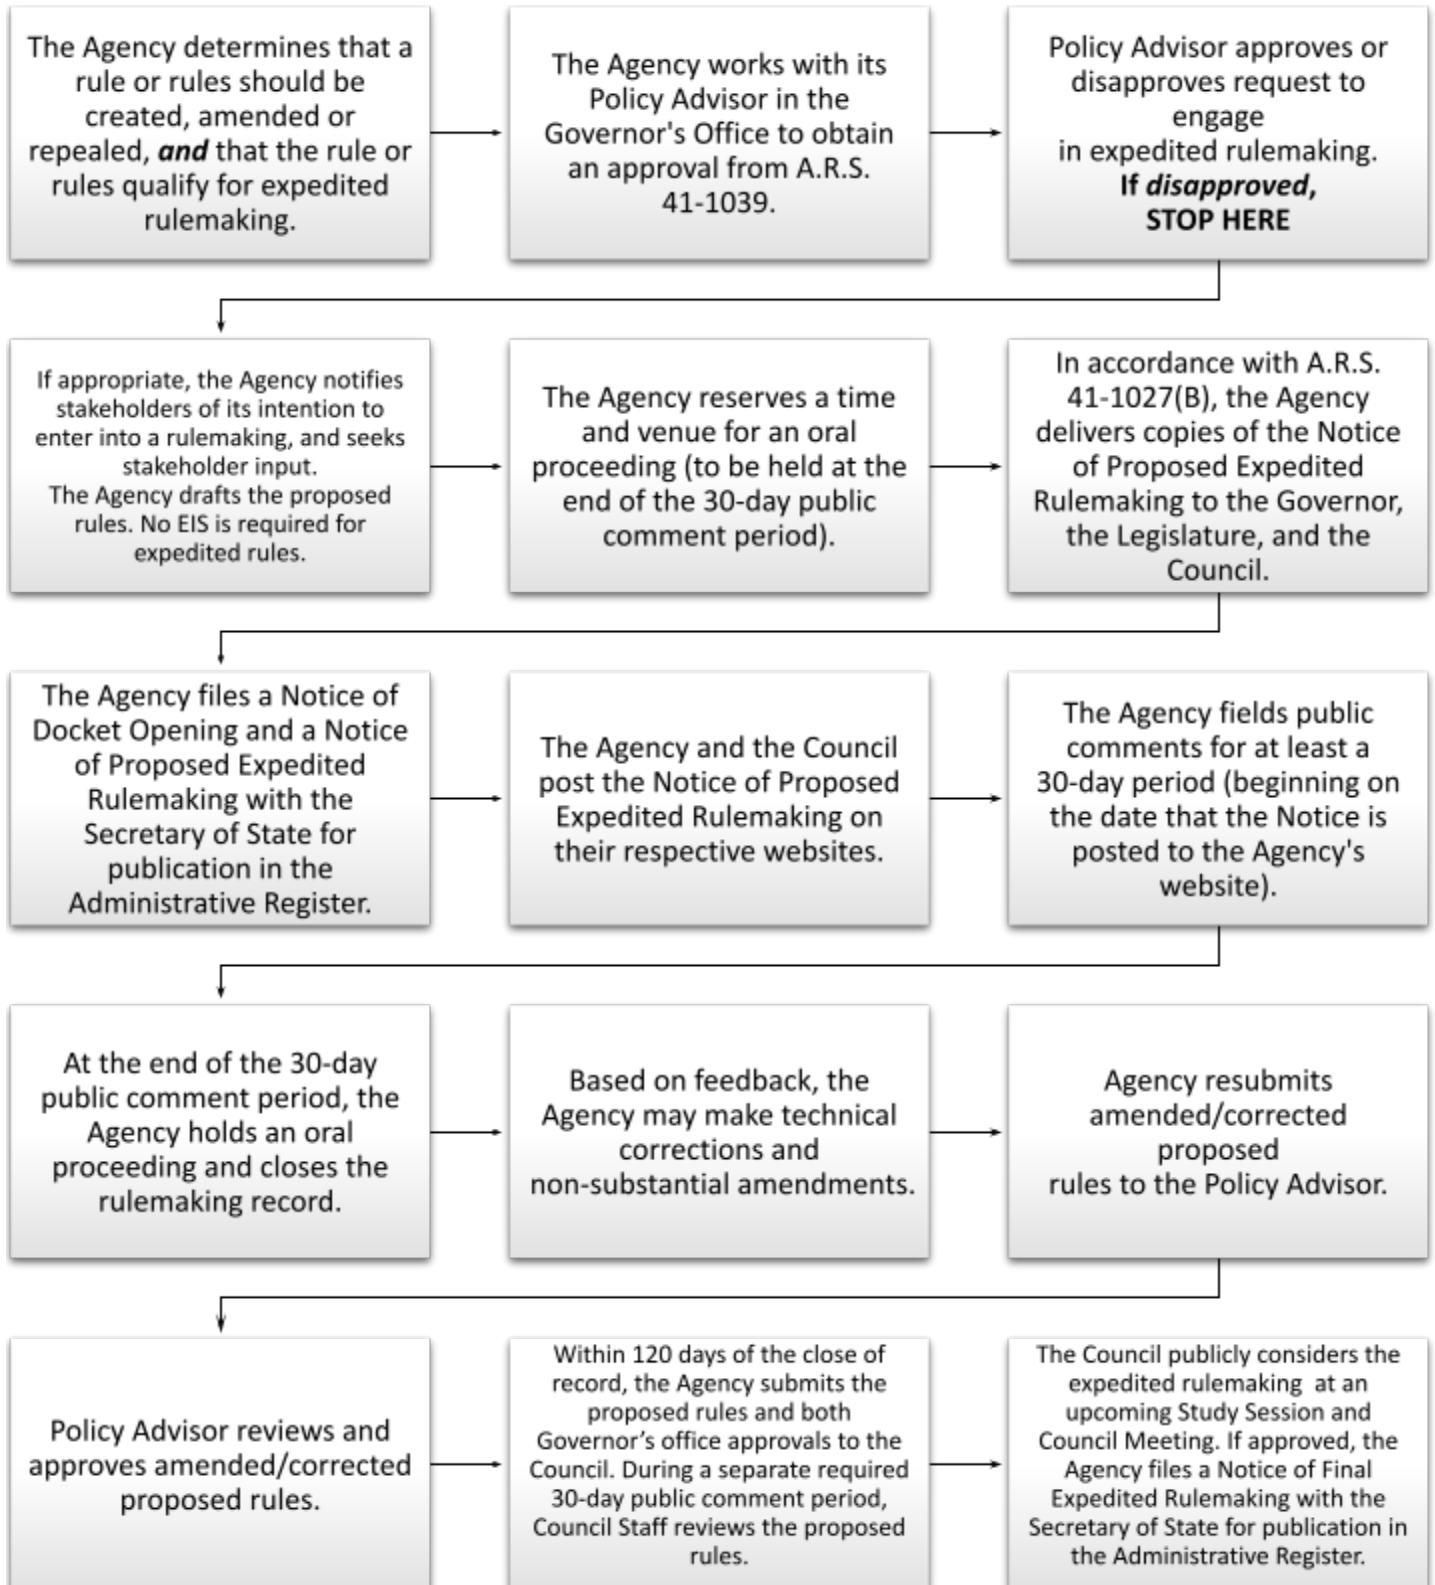 The Agency determines that a
rule or rules should be
created, amended or
repealed, and that the rule or
rules qualify for expedited
rulemaking.
The Agency works with its
Policy Advisor in the
Governor's Office to obtain
an approval from A.R.S.
41-1039.
Policy Advisor approves or
disapproves request to
engage
in expedited rulemaking.
If disapproved,
STOP HERE
If appropriate, the Agency notifies
stakeholders of its intention to
enter into a rulemaking, and seeks
stakeholder input.
The Agency drafts the proposed
rules. No EIS is required for
expedited rules.
The Agency reserves a time
and venue for an oral
proceeding (to be held at the
end of the 30-day public
comment period).
In accordance with A.R.S.
41-1027(B), the Agency
delivers copies of the Notice
of Proposed Expedited
Rulemaking to the Governor,
the Legislature, and the
Council.
The Agency files a Notice of
Docket Opening and a Notice
of Proposed Expedited
Rulemaking with the
Secretary of State for
publication in the
Administrative Register.
The Agency and the Council
post the Notice of Proposed
Expedited Rulemaking on
their respective websites.
The Agency fields public
comments for at least a
30-day period (beginning on
the date that the Notice is
posted to the Agency's
website).
At the end of the 30-day
public comment period, the
Agency holds an oral
proceeding and closes the
rulemaking record.
Based on feedback, the
Agency may make technical
corrections and
non-substantial amendments.
Agency resubmits
amended/corrected
proposed
rules to the Policy Advisor.
Policy Advisor reviews and
approves amended/corrected
proposed rules.
Within 120 days of the close of
record, the Agency submits the
proposed rules and both
Governor’s office approvals to the
Council. During a separate required
30-day public comment period,
Council Staff reviews the proposed
rules.
The Council publicly considers the
expedited rulemaking at an
upcoming Study Session and
Council Meeting. If approved, the
Agency files a Notice of Final
Expedited Rulemaking with the
Secretary of State for publication in
the Administrative Register.